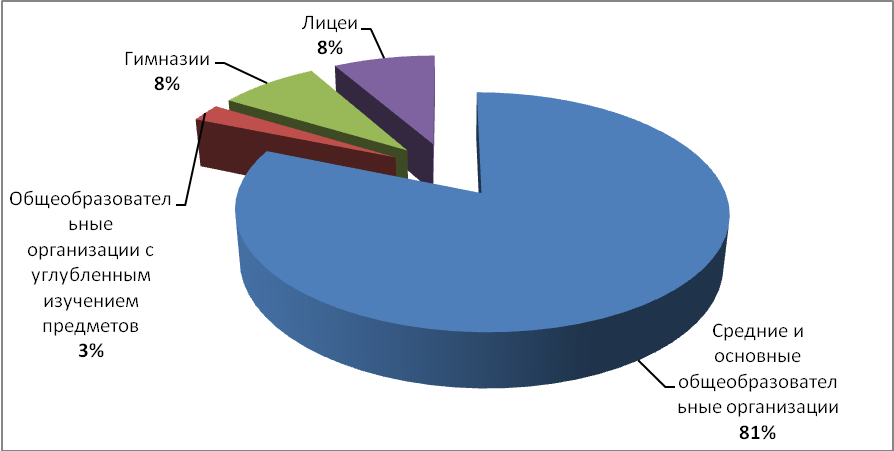 Лицеи
8%
Гимназии
8%
Общеобразовател
ьные
организации с
углубленным
изучением
предметов
3%
Средние и
основные
общеобразовател
ьные организации
81%